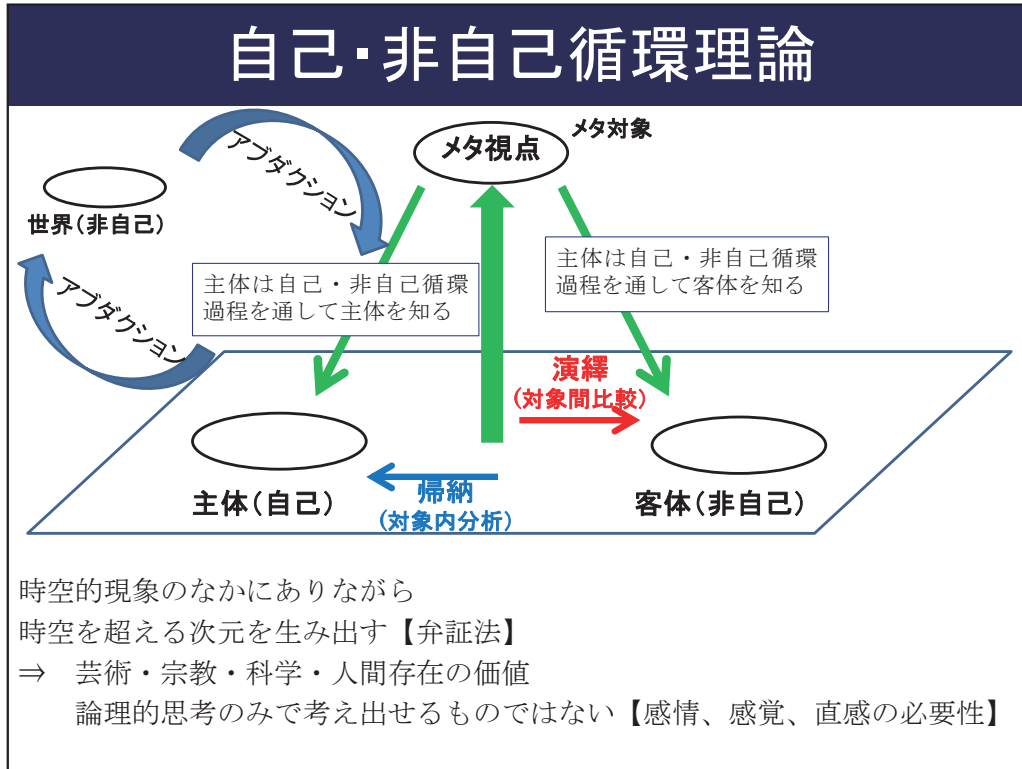 自己・非自己循環理論
アブダクション
メタ視点
メタ対象
世界(非自己)
アブダクション
主体は自己・非自己循環
過程を通して主体を知る
主体は自己・非自己循環
過程を通して客体を知る
演繹
(対象間比較)
主体(自己)
帰納
(対象内分析)
客体(非自己)
時空的現象のなかにありながら
時空を超える次元を生み出す【弁証法】
⇒ 芸術・宗教・科学・人間存在の価値
論理的思考のみで考え出せるものではない【感情、感覚、直感の必要性】